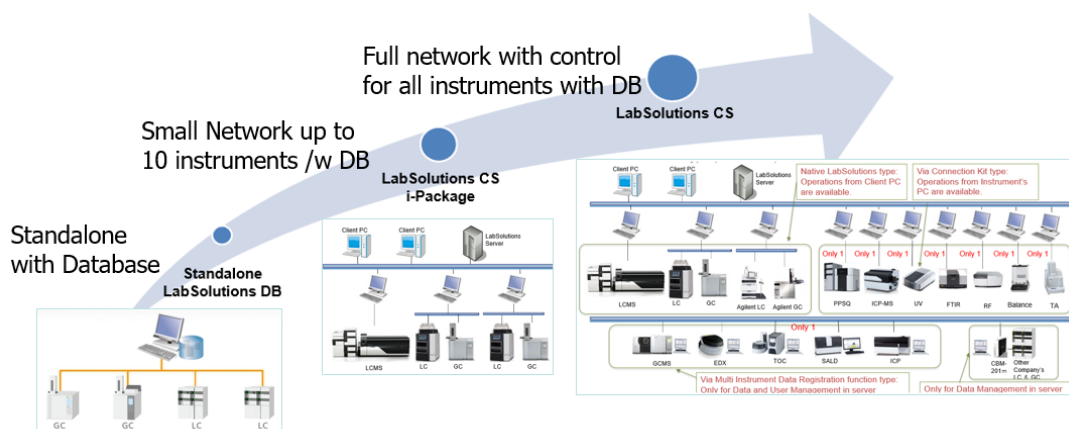 Full network with control
for all instruments with DB
LabSolutions CS
Small Network up to
10 instruments /w DB
LabSolutions CS
i-Package
Standalone
with Database
Standalone
LabSolutions DB
GC
GC
LC
LC
Client PC
Client PC
LabSolutions
Server
LCMS
LC
GC
LC
GC
Client PC
Client PC
LabSolutions
Server
Native LabSolutions type:
Operations from Client PC
are available.
Via Connection Kit type:
Operations from Instrument's
PC are available.
Only 1
Only 1
Only 1
Only 1
Only 1
Only 1
LCMS
LC
GC
Agilent LC
Agilent GC
PPSQ
ICP-MS
UV
FTIR
RF
Balance
TA
Only 1
GCMS
EDX
TOC
SALD
ICP
CBM-
201m
Other
Company's
LC & GC
Via Multi Instrument Data Registration function type:
Only for Data and User Management in server
Only for Data Management in server